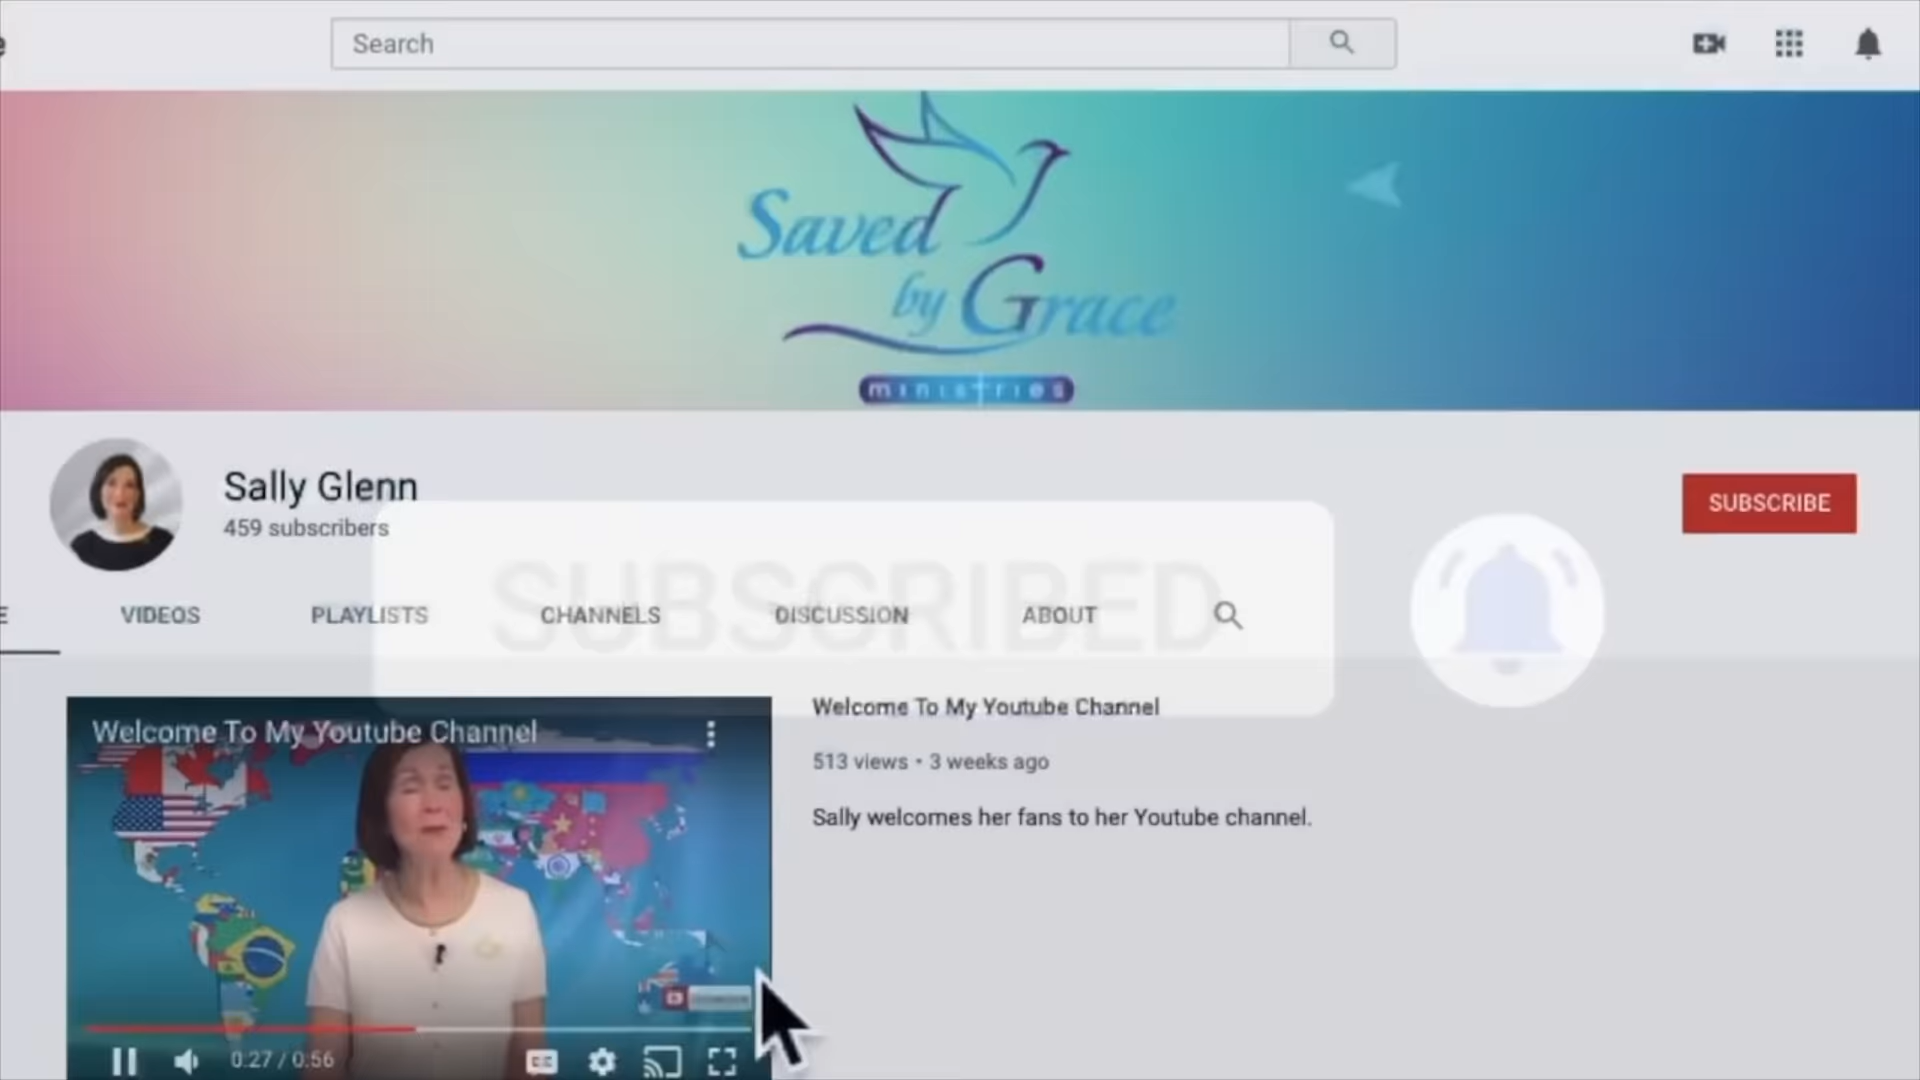 Search
Saved
by Grace
ministries
Sally Glenn
459 subscribers
SUBSCRIBE
SUBSCRIBED
VIDEOS PLAYLISTS CHANNELS DISCUSSION ABOUT
Welcome To My Youtube Channel
Welcome To My Youtube Channel
513 views • 3 weeks ago
Sally welcomes her fans to her Youtube channel.
0:27 / 0:56